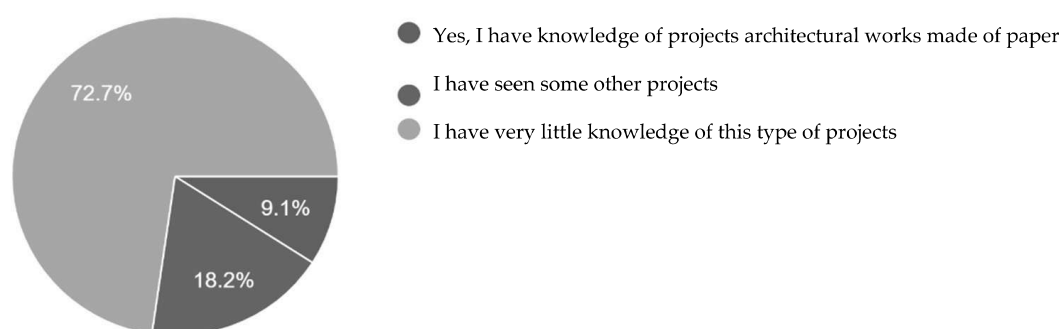 Yes, I have knowledge of projects architectural works made of paper
I have seen some other projects
72.7%
I have very little knowledge of this type of projects
9.1%
18.2%